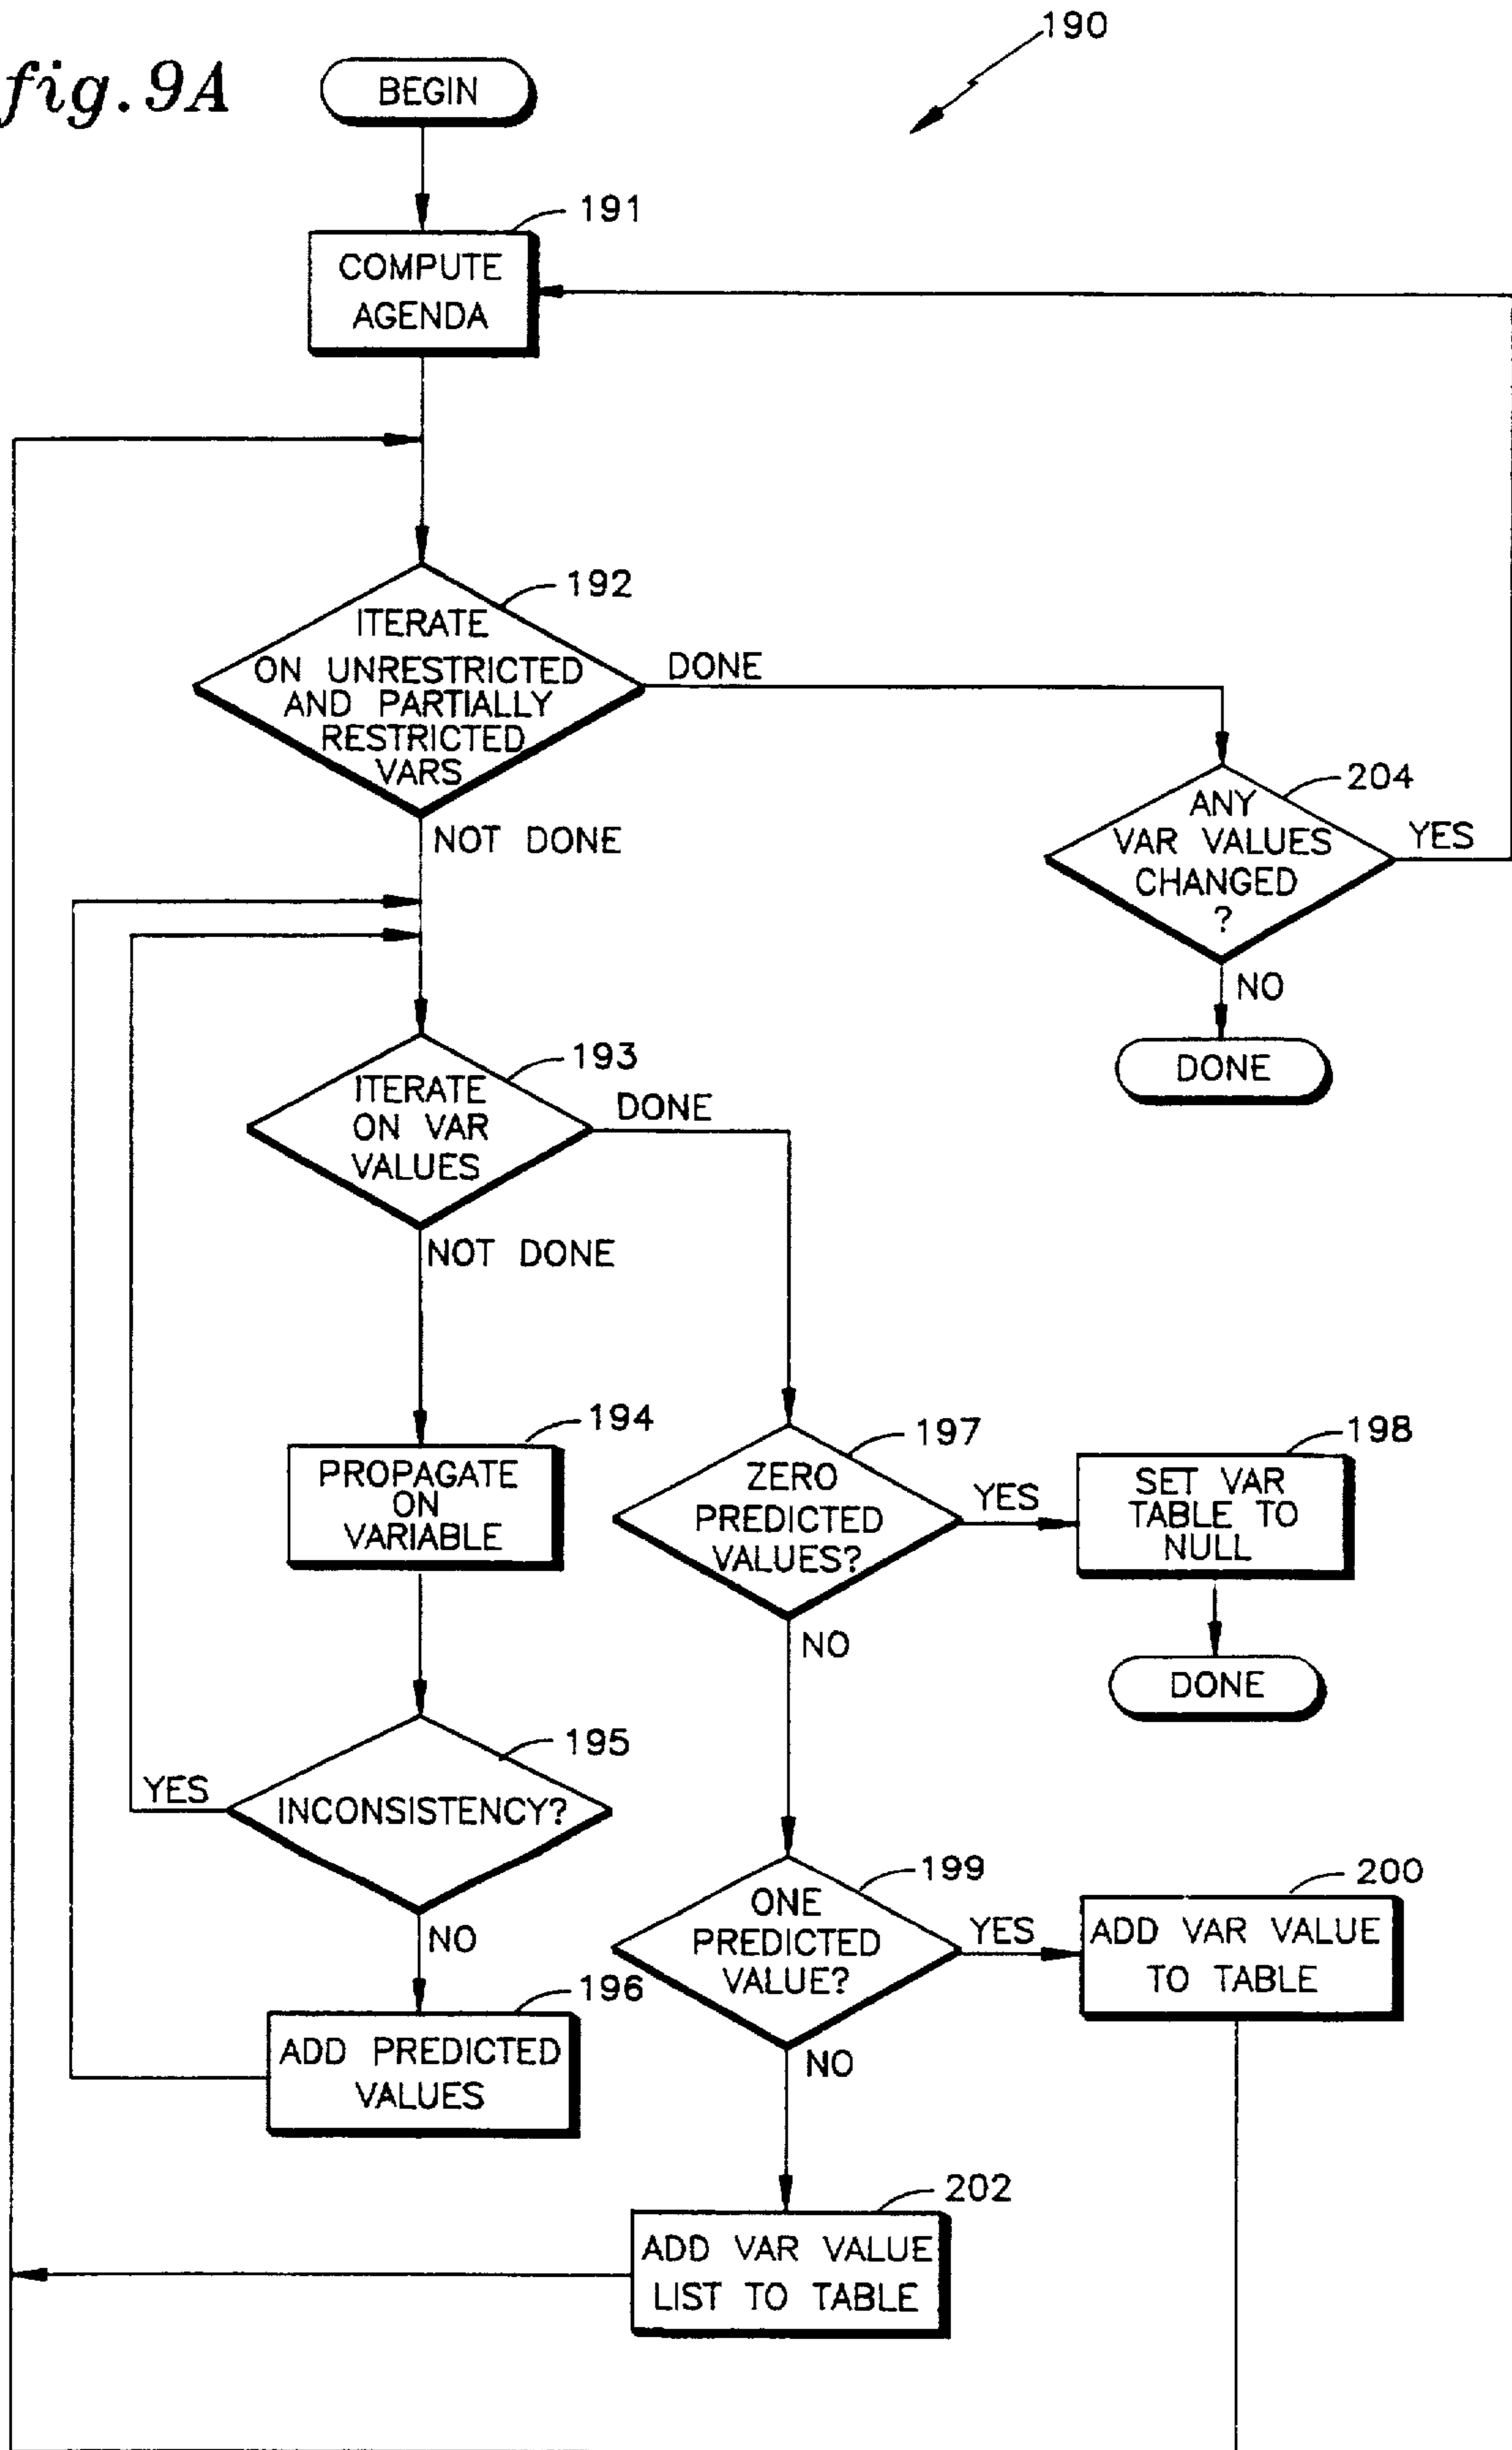 190
fig.9A
BEGIN
191
COMPUTE
AGENDA
192
ITERATE
ON UNRESTRICTED
AND PARTIALLY
RESTRICTED
VARS
DONE
NOT DONE
204
ANY
VAR VALUES
CHANGED
?
YES
NO
DONE
193
ITERATE
ON VAR
VALUES
DONE
NOT DONE
194
PROPAGATE
ON
VARIABLE
197
ZERO
PREDICTED
VALUES?
YES
NO
198
SET VAR
TABLE TO
NULL
DONE
195
INCONSISTENCY?
YES
NO
199
ONE
PREDICTED
VALUE?
YES
NO
200
ADD VAR VALUE
TO TABLE
196
ADD PREDICTED
VALUES
202
ADD VAR VALUE
LIST TO TABLE